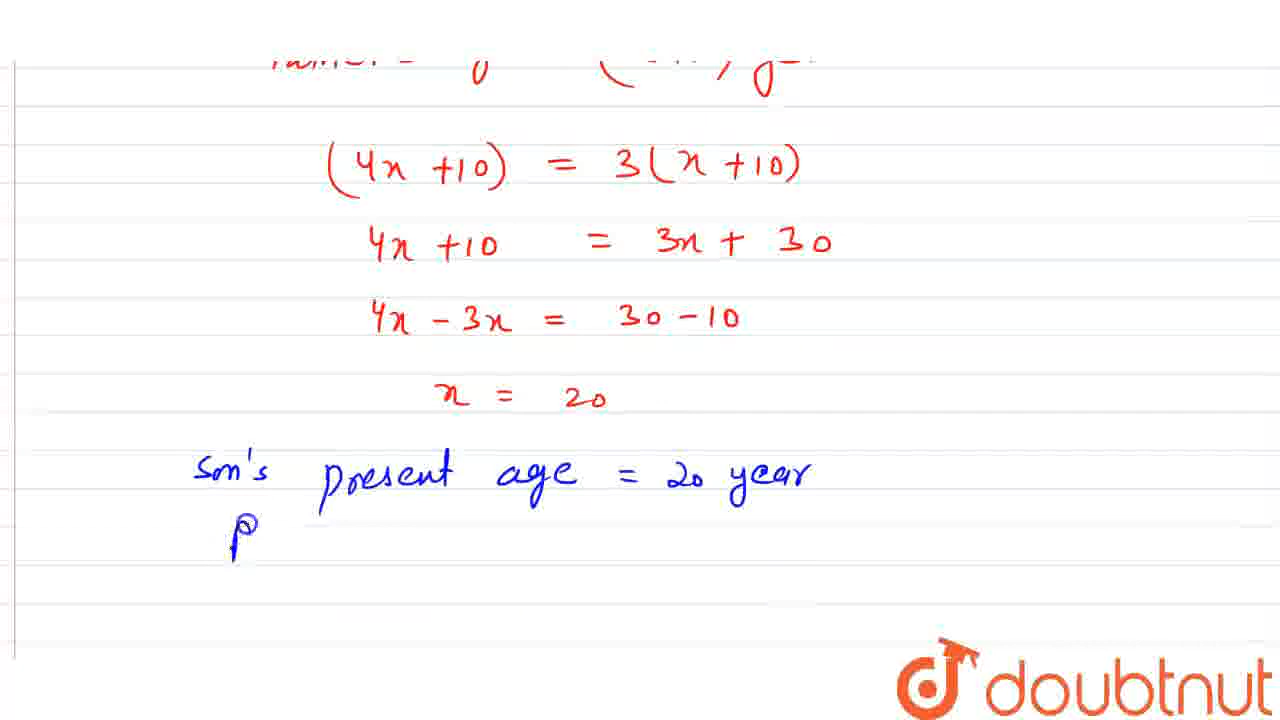 (4x + 10) = 3(x + 10)
4x + 10 = 3x + 30
4x - 3x = 30 - 10
x = 20
Son's present age = 20 year
P
doubtnut